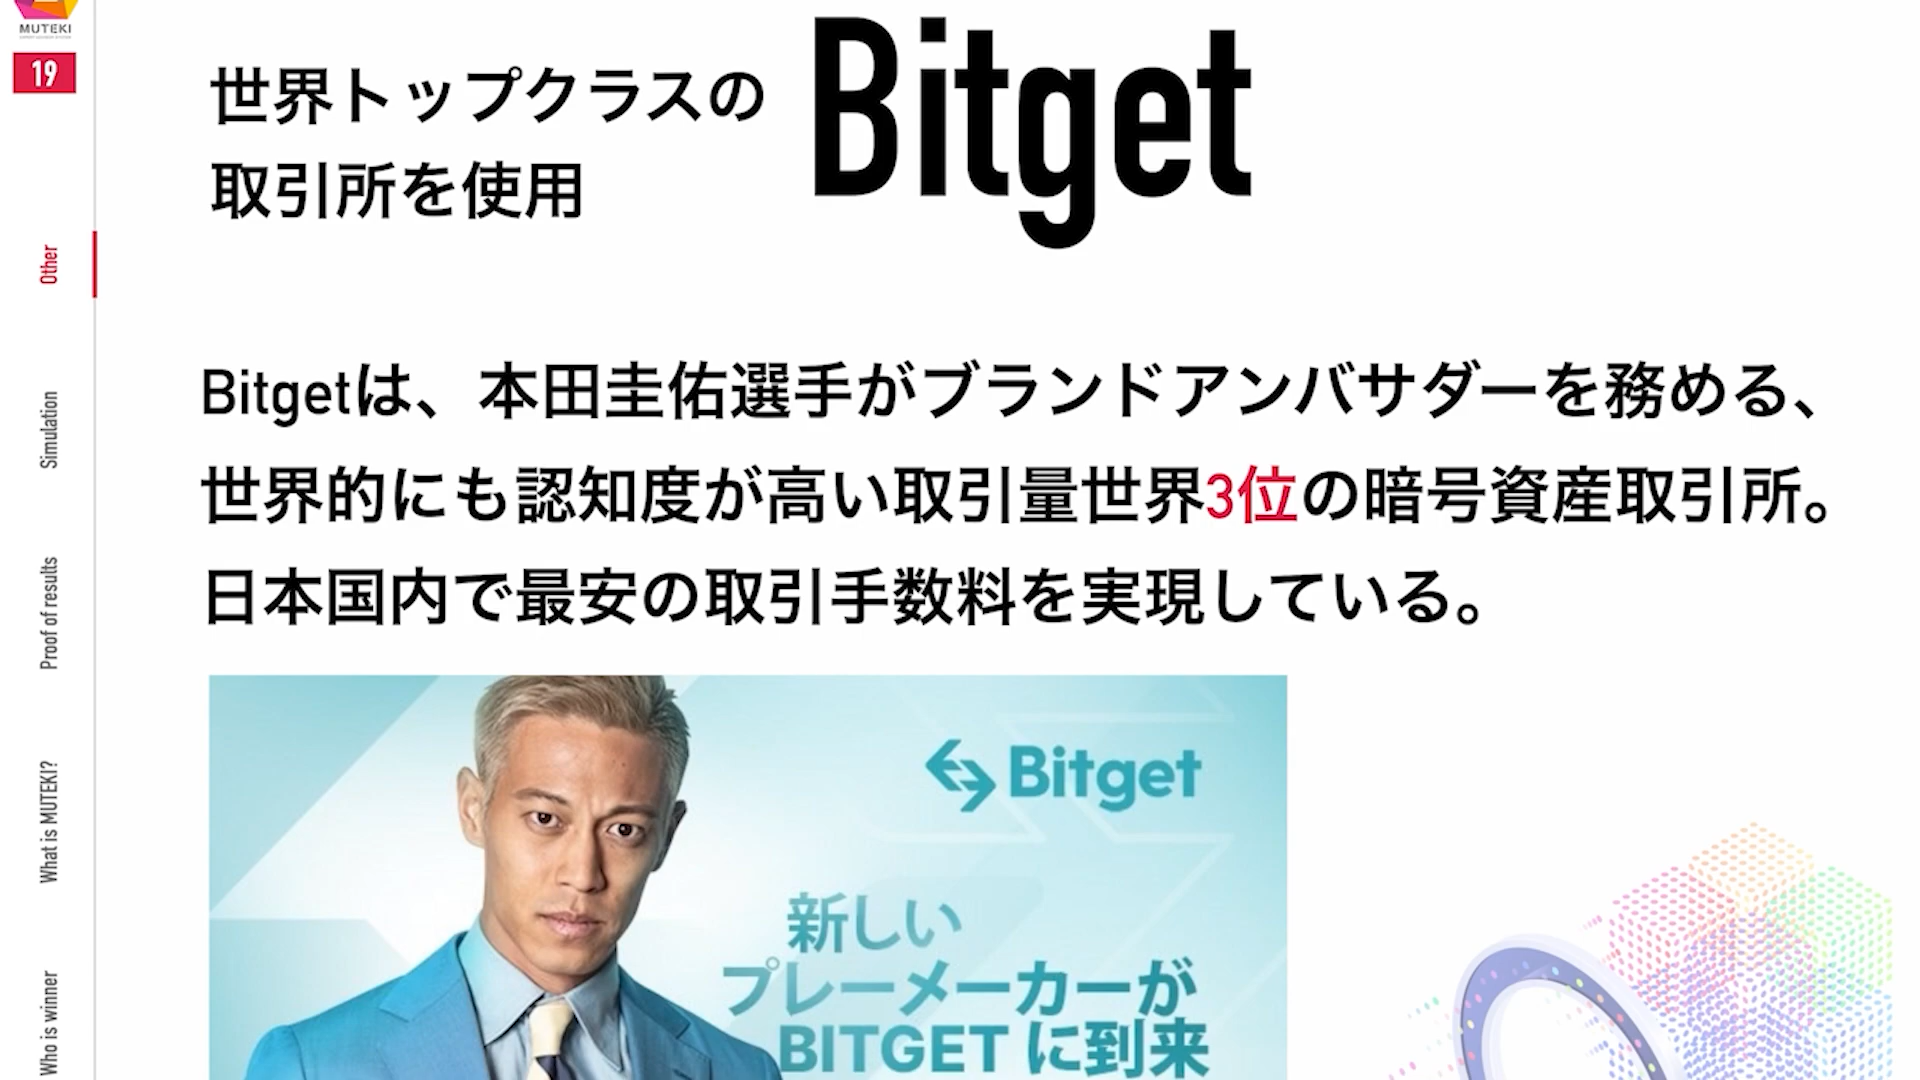 MUTEKI
19
Other
Simulation
Proof of results
What is MUTEKI?
Who is winner
世界トップクラスの
取引所を使用
Bitget
Bitgetは、本田圭佑選手がブランドアンバサダーを務める、
世界的にも認知度が高い取引量世界3位の暗号資産取引所。
日本国内で最安の取引手数料を実現している。
Bitget
新しい
プレーメーカーが
BITGET に到来